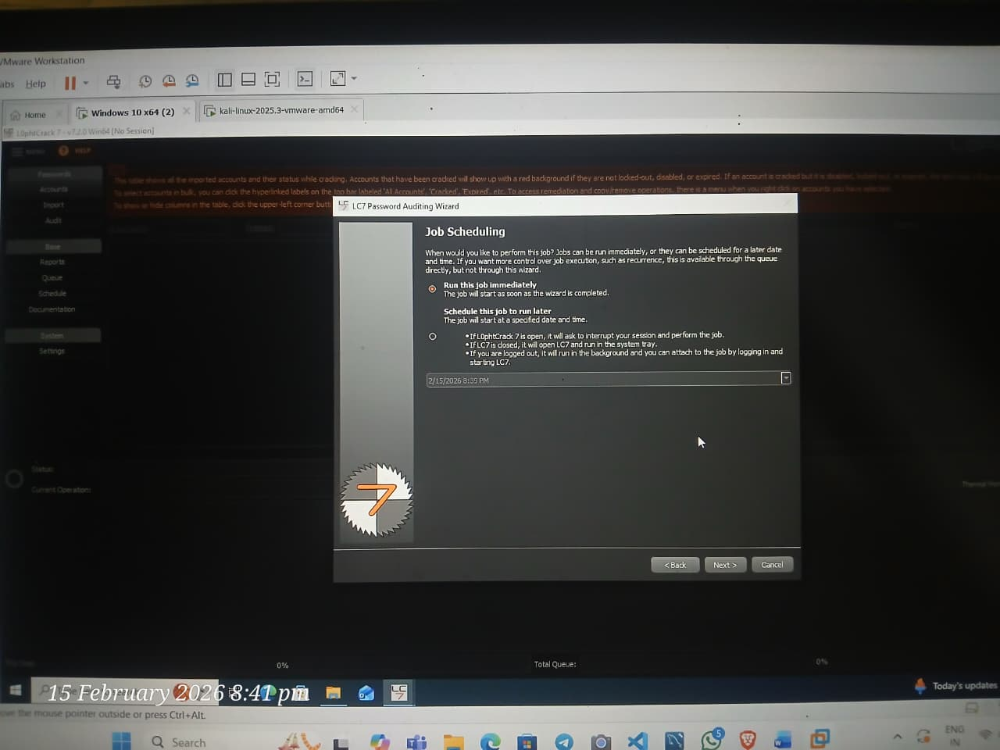 VMware Workstation
abs Help
Home
Windows 10 x64 (2)
kali-linux-2025.3-vmware-amd64
L0phtCrack 7 - v7.2.0 Win64 [No Session]
MENU HELP
Passwords
Accounts
Import
Audit
Base
Reports
Queue
Schedule
Documentation
System
Settings
This table shows all the imported accounts and their status while cracking. Accounts that have been cracked will show up with a red background if they are not locked-out, disabled, or expired. If an account is cracked but it is disabled,
To select accounts in bulk, you can click the hyperlinked labels on the top bar labeled 'All Accounts', 'Cracked', 'Expired', etc. To access remediation and copy/remove operations, there is a menu when you right click on accounts you have selected.
To show or hide columns in the table, click the upper-left corner butt
LC7 Password Auditing Wizard
Job Scheduling
When would you like to perform this job? Jobs can be run immediately, or they can be scheduled for a later date
and time. If you want more control over job execution, such as recurrence, this is available through the queue
directly, but not through this wizard.
Run this job immediately
The job will start as soon as the wizard is completed.
Schedule this job to run later
The job will start at a specified date and time.
•If L0phtCrack 7 is open, it will ask to interrupt your session and perform the job.
•If LC7 is closed, it will open LC7 and run in the system tray.
•If you are logged out, it will run in the background and you can attach to the job by logging in and
starting LC7.
2/15/2026 8:39 PM
7
< Back Next > Cancel
Status:
Current Operation:
0%
Total Queue:
0%
LC
7
Today's updates
15 February 2026 8:41 pm
ove the mouse pointer outside or press Ctrl+Alt.
Search
5
ENG
IN